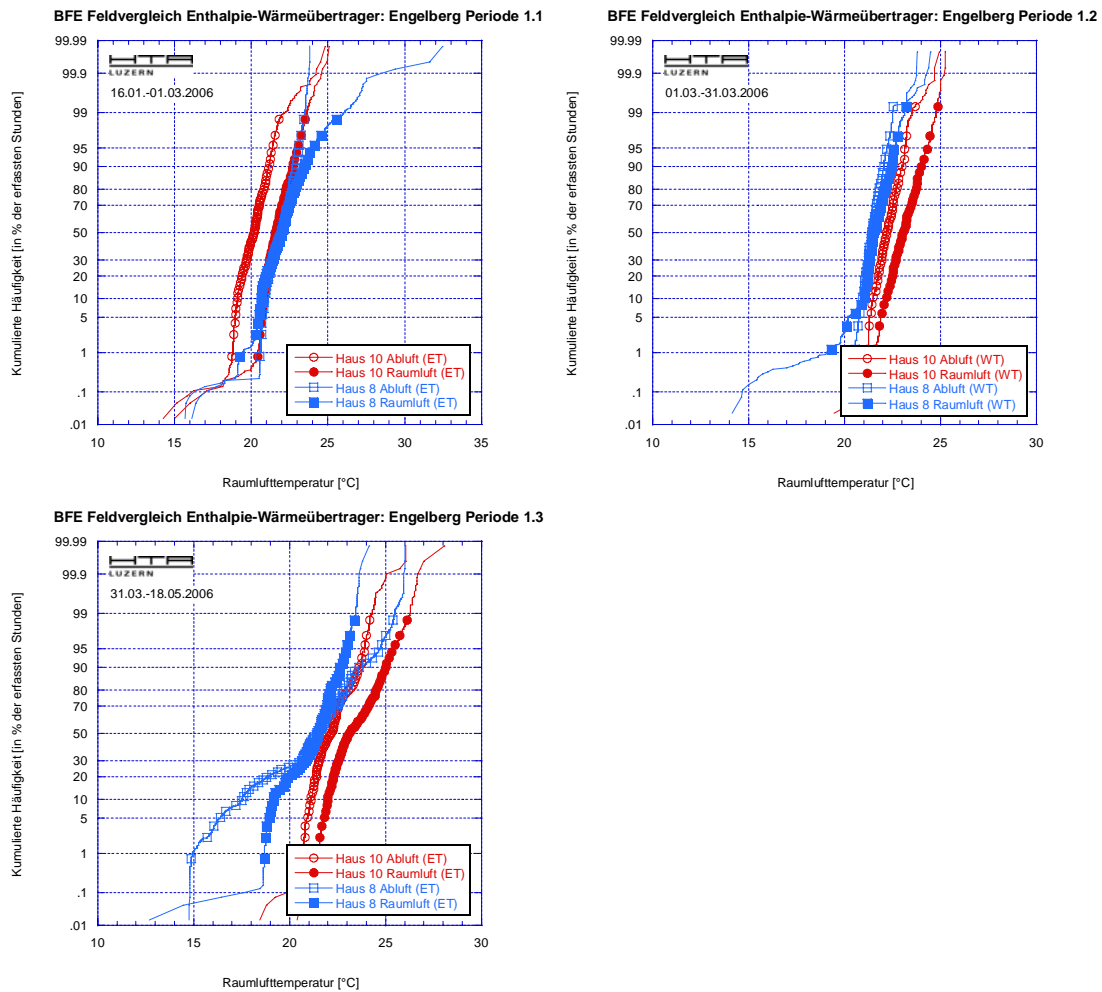 BFE Feldvergleich Enthalpie-Wärmeübertrager: Engelberg Periode 1.1
Kumulierte Häufigkeit [in % der erfassten Stunden]
99.99
99.9
99
95
90
80
70
50
30
20
10
5
1
.1
.01
HTA
LUZERN
16.01.-01.03.2006
Haus 10 Abluft (ET)
Haus 10 Raumluft (ET)
Haus 8 Abluft (ET)
Haus 8 Raumluft (ET)
10 15 20 25 30 35
Raumlufttemperatur [°C]
BFE Feldvergleich Enthalpie-Wärmeübertrager: Engelberg Periode 1.2
Kumulierte Häufigkeit [in % der erfassten Stunden]
99.99
99.9
99
95
90
80
70
50
30
20
10
5
1
.1
.01
HTA
LUZERN
01.03.-31.03.2006
Haus 10 Abluft (WT)
Haus 10 Raumluft (WT)
Haus 8 Abluft (WT)
Haus 8 Raumluft (WT)
10 15 20 25 30
Raumlufttemperatur [°C]
BFE Feldvergleich Enthalpie-Wärmeübertrager: Engelberg Periode 1.3
Kumulierte Häufigkeit [in % der erfassten Stunden]
99.99
99.9
99
95
90
80
70
50
30
20
10
5
1
.1
.01
HTA
LUZERN
31.03.-18.05.2006
Haus 10 Abluft (ET)
Haus 10 Raumluft (ET)
Haus 8 Abluft (ET)
Haus 8 Raumluft (ET)
10 15 20 25 30
Raumlufttemperatur [°C]